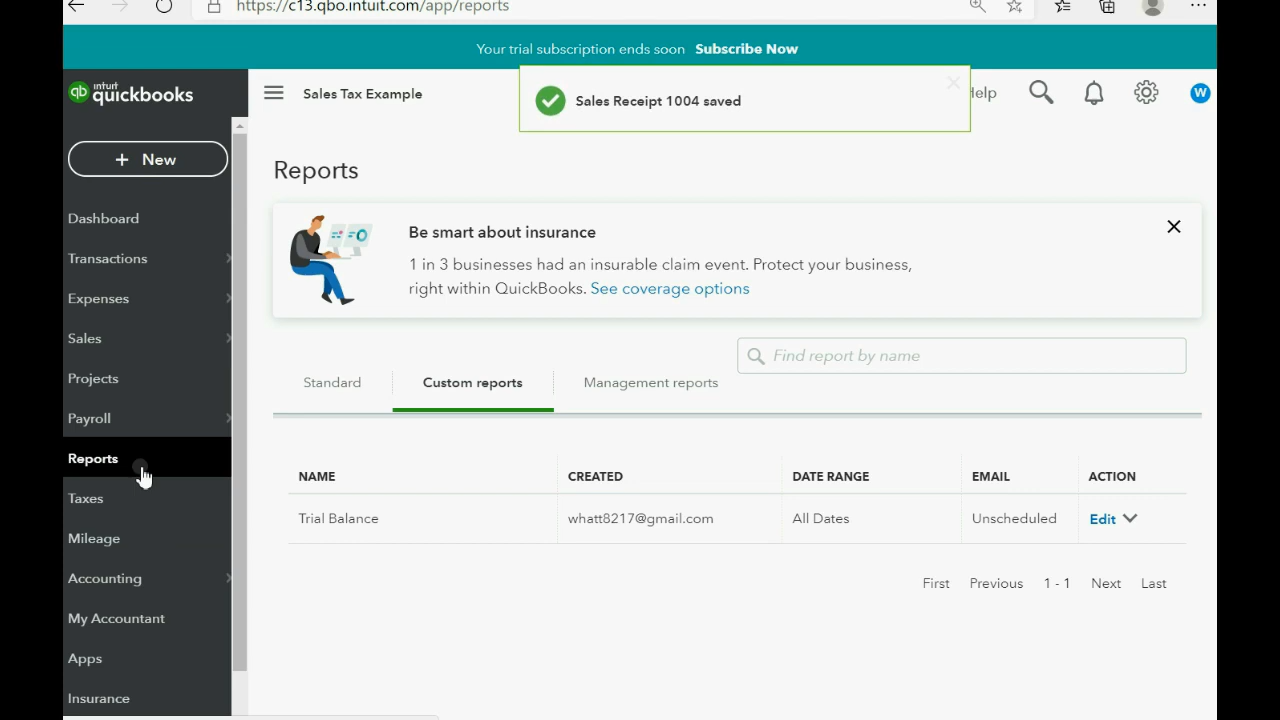 https://c13.qbo.intuit.com/app/reports
Your trial subscription ends soon Subscribe Now
intuit quickbooks
Sales Tax Example
Sales Receipt 1004 saved
Help
W
+ New
Reports
Dashboard
Transactions
Expenses
Sales
Projects
Payroll
Reports
Taxes
Mileage
Accounting
My Accountant
Apps
Insurance
Be smart about insurance
1 in 3 businesses had an insurable claim event. Protect your business,
right within QuickBooks. See coverage options
Find report by name
Standard Custom reports Management reports
NAME CREATED DATE RANGE EMAIL ACTION
Trial Balance whatt8217@gmail.com All Dates Unscheduled Edit
First Previous 1 - 1 Next Last